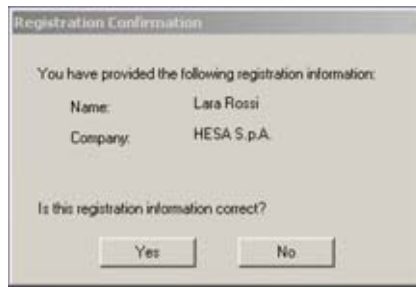 Registration Confirmation
You have provided the following registration information:
Name: Lara Rossi
Company: HESA S.p.A.
Is this registration information correct?
Yes No